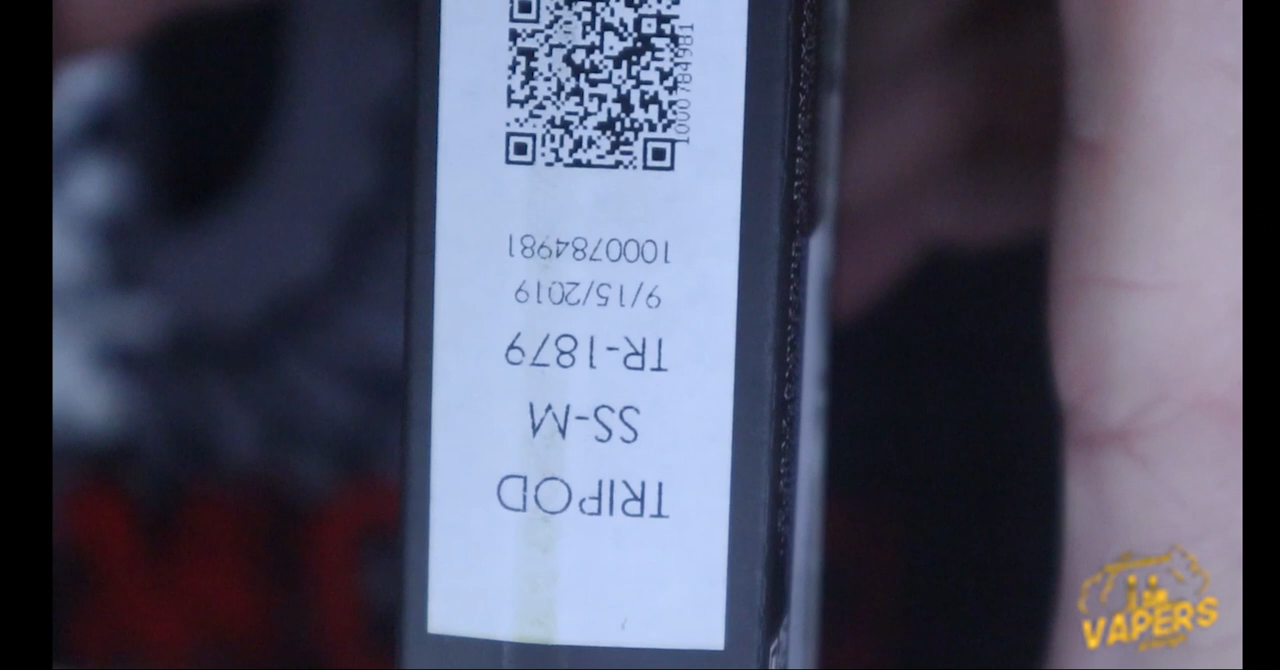 TRIPOD
SS-M
TR-1879
9/15/2019
1000784981
1000784981
VAPERS